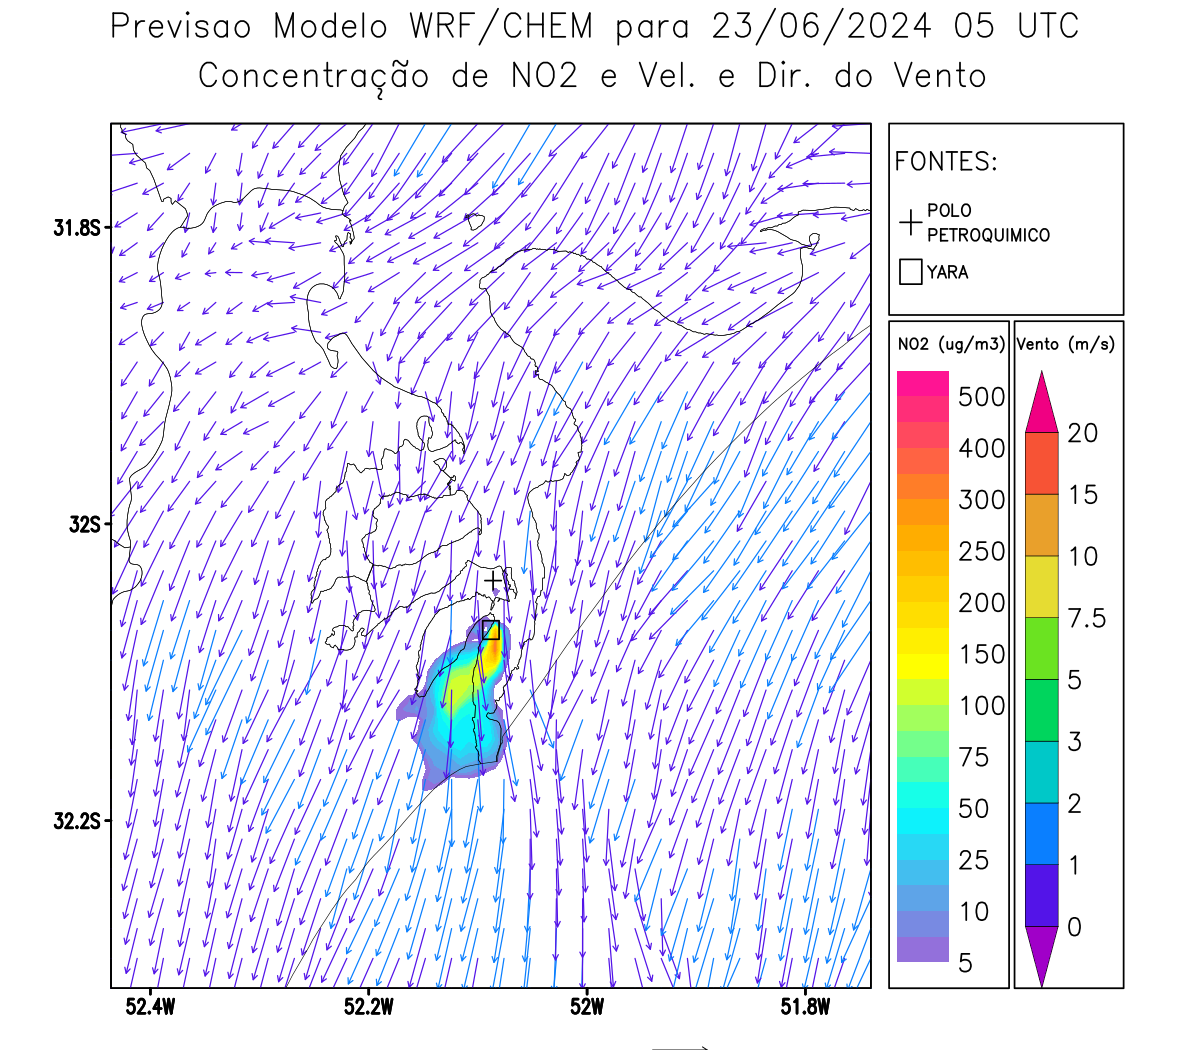 Previsao Modelo WRF/CHEM para 23/06/2024 05 UTC
Concentração de NO2 e Vel. e Dir. do Vento
FONTES:
POLO
PETROQUIMICO
YARA
31.8S
32S
32.2S
52.4W
52.2W
52W
51.8W
NO2 (ug/m3)
500
400
300
250
200
150
100
75
50
25
10
5
Vento (m/s)
20
15
10
7.5
5
3
2
1
0